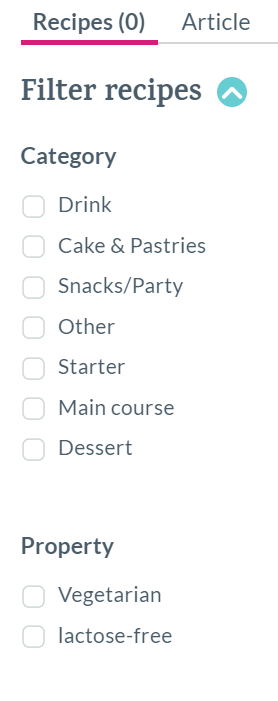 Recipes (0) Article
Filter recipes
Category
Drink
Cake & Pastries
Snacks/Party
Other
Starter
Main course
Dessert
Property
Vegetarian
lactose-free